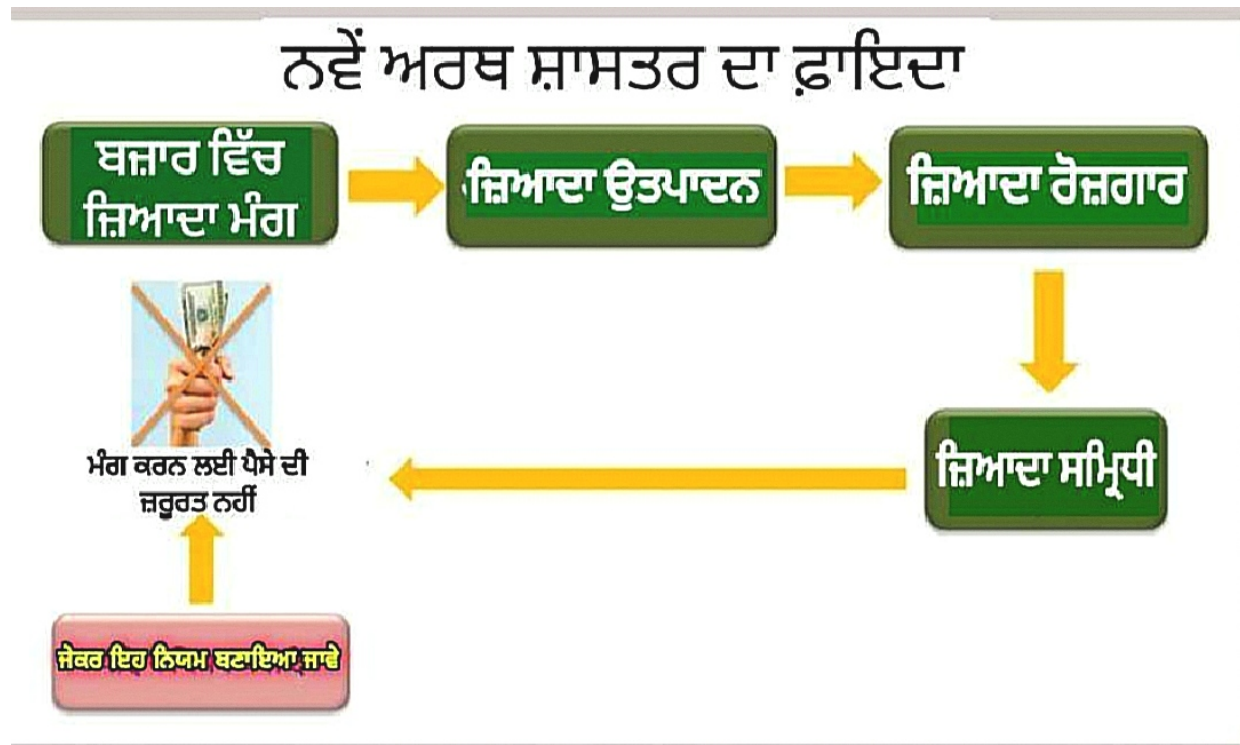 ਨਵੇਂ ਅਰਥ ਸ਼ਾਸਤਰ ਦਾ ਫ਼ਾਇਦਾ
ਬਜ਼ਾਰ ਵਿੱਚ
ਜ਼ਿਆਦਾ ਮੰਗ
ਜ਼ਿਆਦਾ ਉਤਪਾਦਨ
ਜ਼ਿਆਦਾ ਰੋਜ਼ਗਾਰ
ਜ਼ਿਆਦਾ ਸਮ੍ਰਿਧੀ
ਮੰਗ ਕਰਨ ਲਈ ਪੈਸੇ ਦੀ
ਜ਼ਰੂਰਤ ਨਹੀਂ
ਜੇਕਰ ਇਹ ਨਿਯਮ ਬਣਾਇਆ ਜਾਵੇ